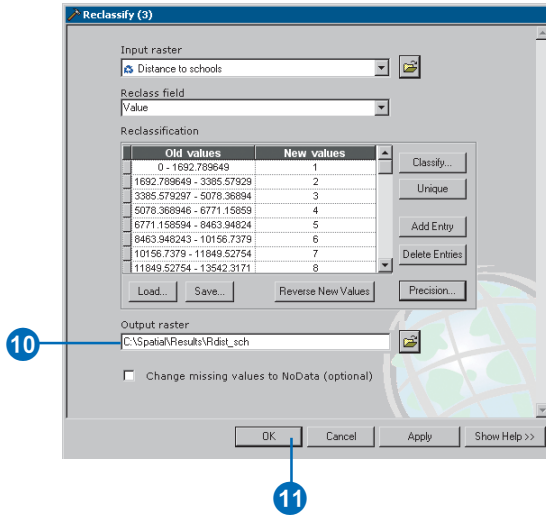 Reclassify (3)
Input raster
Distance to schools
Reclass field
Value
Reclassification
Old values New values
0 - 1692.789649 1
1692.789649 - 3385.57929 2
3385.579297 - 5078.36894 3
5078.368946 - 6771.15859 4
6771.158594 - 8463.94824 5
8463.948243 - 10156.7379 6
10156.7379 - 11849.52754 7
11849.52754 - 13542.3171 8
Classify...
Unique
Add Entry
Delete Entries
Load... Save... Reverse New Values Precision...
Output raster
10 C:\Spatial\Results\Rdist_sch
Change missing values to NoData (optional)
OK Cancel Apply Show Help >>
11